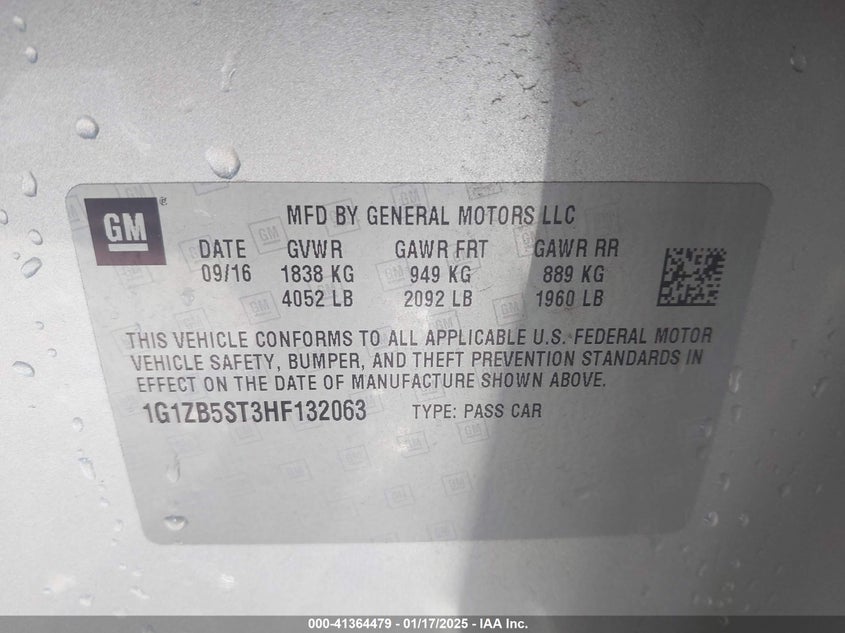 GM ®
MFD BY GENERAL MOTORS LLC
DATE GVWR GAWR FRT GAWR RR
09/16 1838 KG 949 KG 889 KG
4052 LB 2092 LB 1960 LB
THIS VEHICLE CONFORMS TO ALL APPLICABLE U.S. FEDERAL MOTOR
VEHICLE SAFETY, BUMPER, AND THEFT PREVENTION STANDARDS IN
EFFECT ON THE DATE OF MANUFACTURE SHOWN ABOVE.
1G1ZB5ST3HF132063 TYPE: PASS CAR
000-41364479 - 01/17/2025 - IAA Inc.